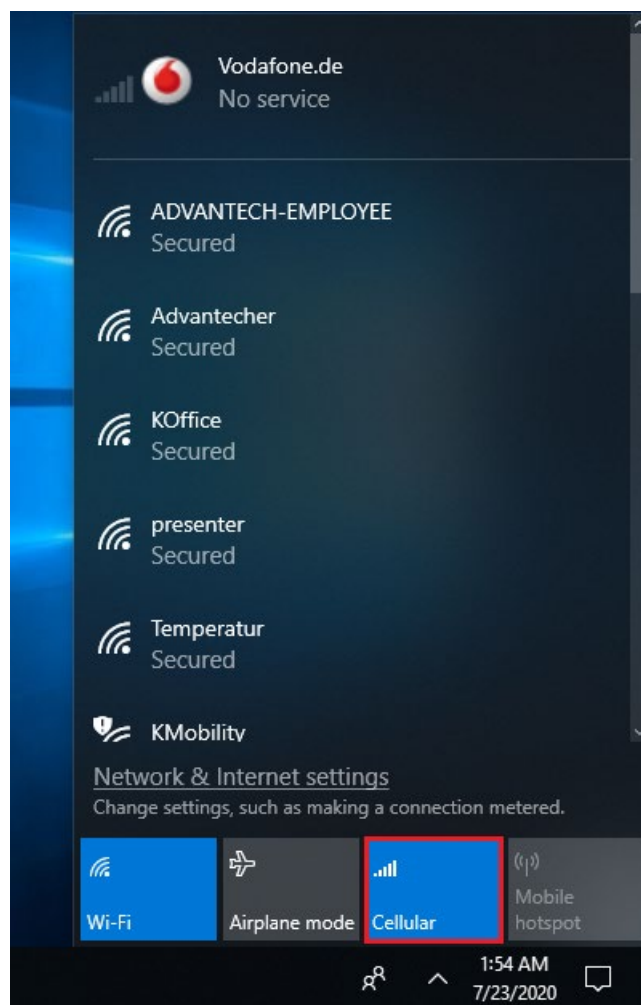 Vodafone.de
No service
ADVANTECH-EMPLOYEE
Secured
Advantecher
Secured
KOffice
Secured
presenter
Secured
Temperatur
Secured
KMobility
Network & Internet settings
Change settings, such as making a connection metered.
Wi-Fi
Airplane mode
Cellular
Mobile
hotspot
1:54 AM
7/23/2020